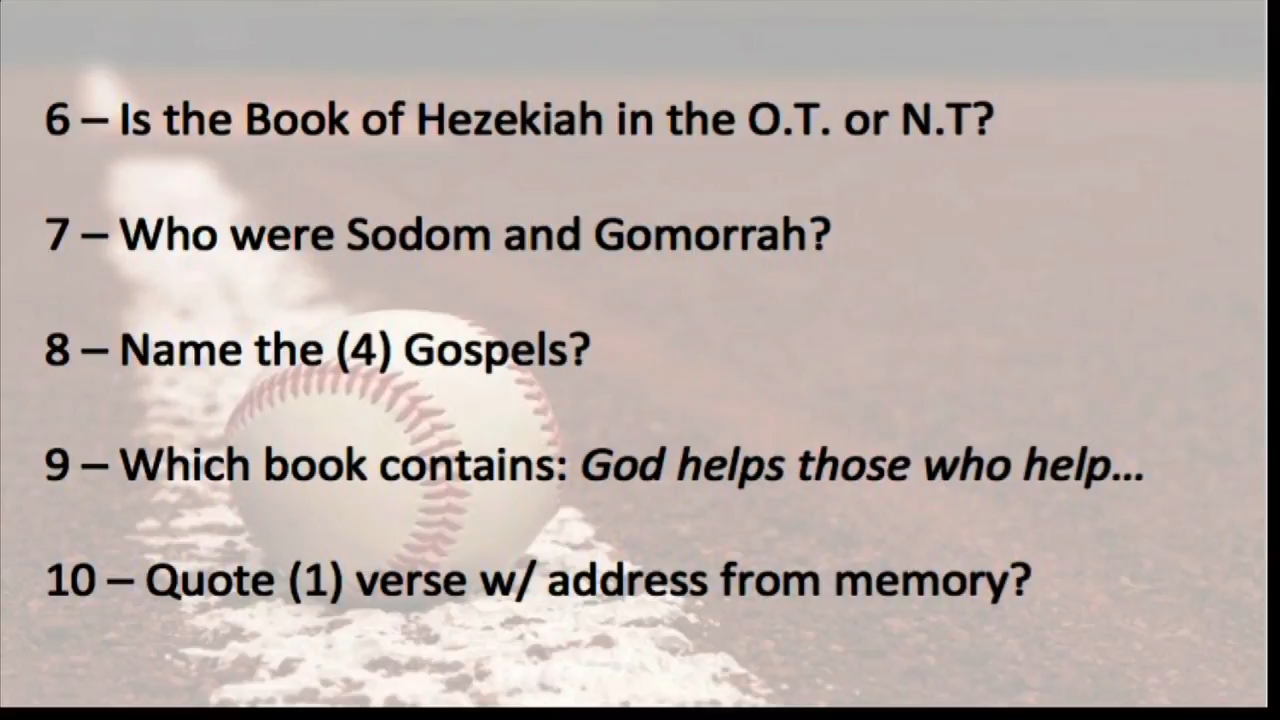 6 – Is the Book of Hezekiah in the O.T. or N.T?
7 – Who were Sodom and Gomorrah?
8 – Name the (4) Gospels?
9 – Which book contains: God helps those who help...
10 – Quote (1) verse w/ address from memory?